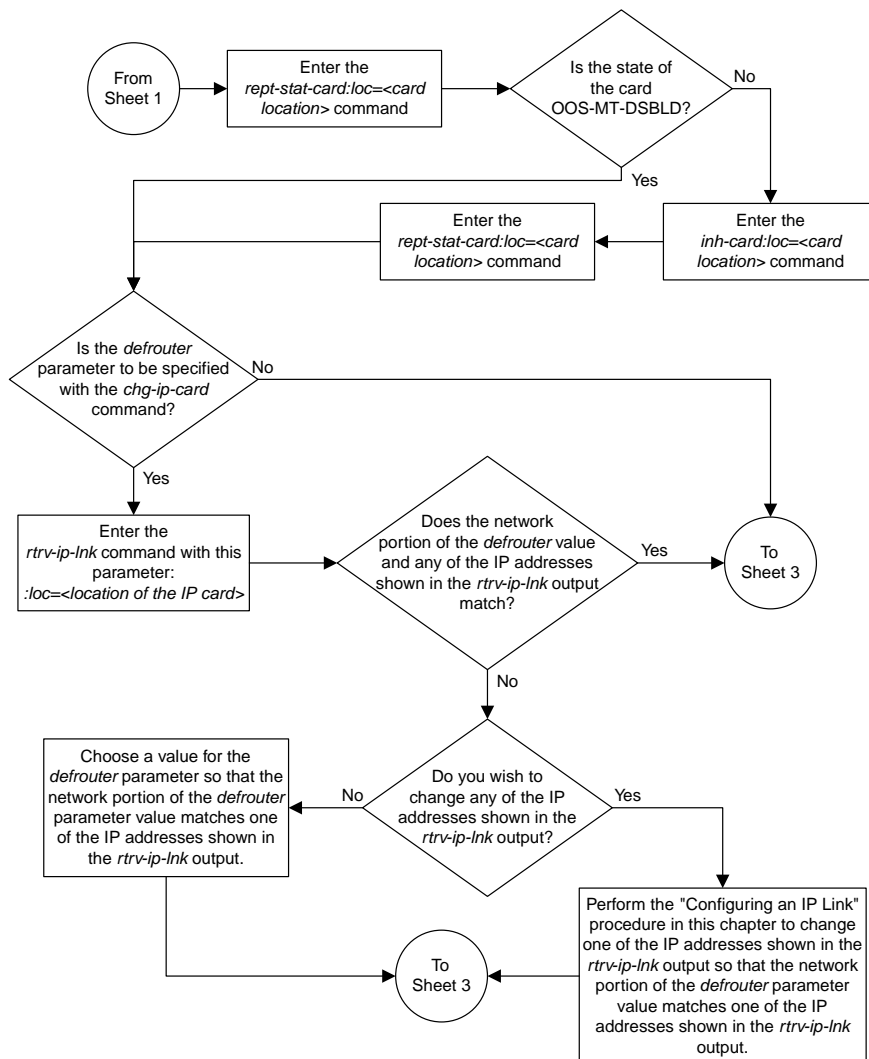 From
Sheet 1
Enter the
rept-stat-card:loc=<card
location> command
Is the state of
the card
OOS-MT-DSBLD?
No
Yes
Enter the
rept-stat-card:loc=<card
location> command
Enter the
inh-card:loc=<card
location> command
Is the defrouter
parameter to be specified
with the chg-ip-card
command?
No
Yes
Enter the
rtrv-ip-lnk command with this
parameter:
:loc=<location of the IP card>
Does the network
portion of the defrouter value
and any of the IP addresses
shown in the rtrv-ip-lnk output
match?
Yes
To
Sheet 3
No
Choose a value for the
defrouter parameter so that the
network portion of the defrouter
parameter value matches one
of the IP addresses shown in
the rtrv-ip-lnk output.
No
Do you wish to
change any of the IP
addresses shown in the
rtrv-ip-lnk output?
Yes
To
Sheet 3
Perform the "Configuring an IP Link"
procedure in this chapter to change
one of the IP addresses shown in the
rtrv-ip-lnk output so that the network
portion of the defrouter parameter
value matches one of the IP
addresses shown in the rtrv-ip-lnk
output.